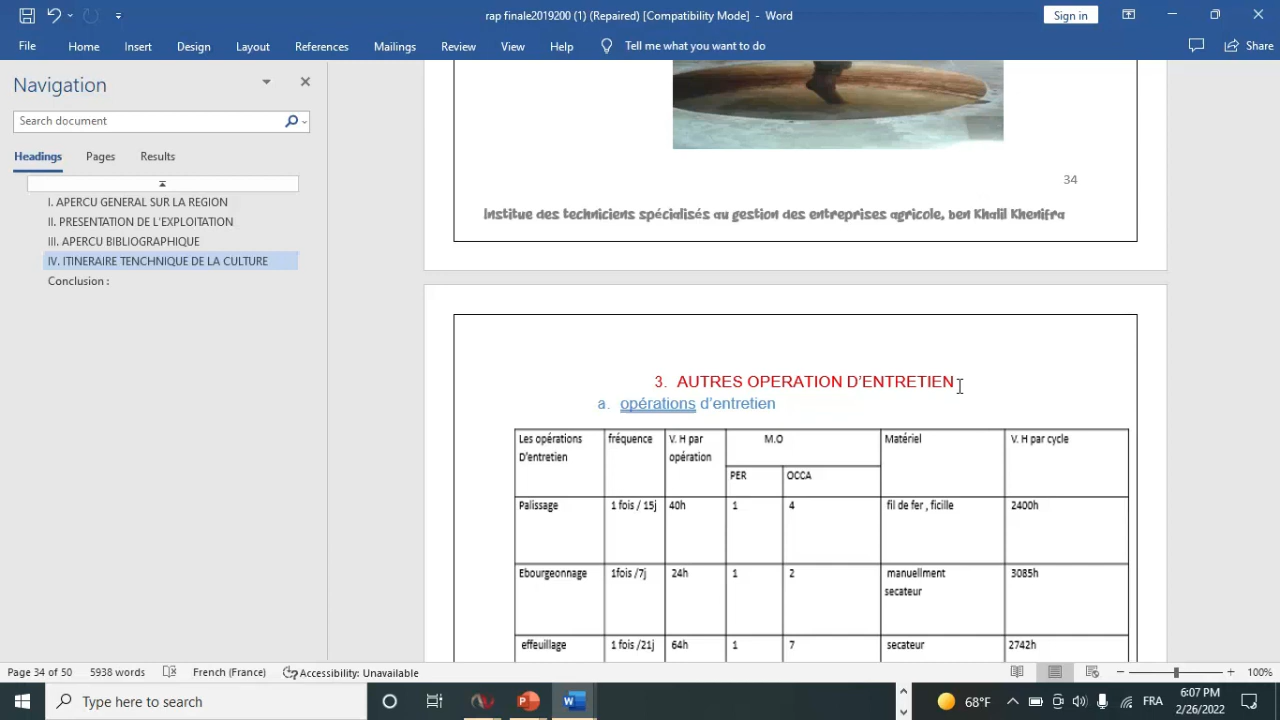 rap finale2019200 (1) (Repaired) [Compatibility Mode] - Word
Sign in
File Home Insert Design Layout References Mailings Review View Help Tell me what you want to do Share
Navigation
Search document
Headings Pages Results
I. APERCU GENERAL SUR LA REGION
II. PRESENTATION DE L'EXPLOITATION
III. APERCU BIBLIOGRAPHIQUE
IV. ITINERAIRE TENCHNIQUE DE LA CULTURE
Conclusion :
34
Institue des techniciens spécialisés au gestion des entreprises agricole, ben Khalil Khenifra
3. AUTRES OPERATION D'ENTRETIEN
a. opérations d'entretien
Les opérations fréquence V. H par M.O Matériel V. H par cycle
D'entretien opération
PER OCCA
Palissage 1 fois / 15j 40h 1 4 fil de fer , ficille 2400h
Ebourgeonnage 1fois /7j 24h 1 2 manuellment 3085h
secateur
effeuillage 1 fois /21j 64h 1 7 secateur 2742h
Page 34 of 50 5938 words French (France) Accessibility: Unavailable 100%
Type here to search 68°F FRA 6:07 PM
2/26/2022